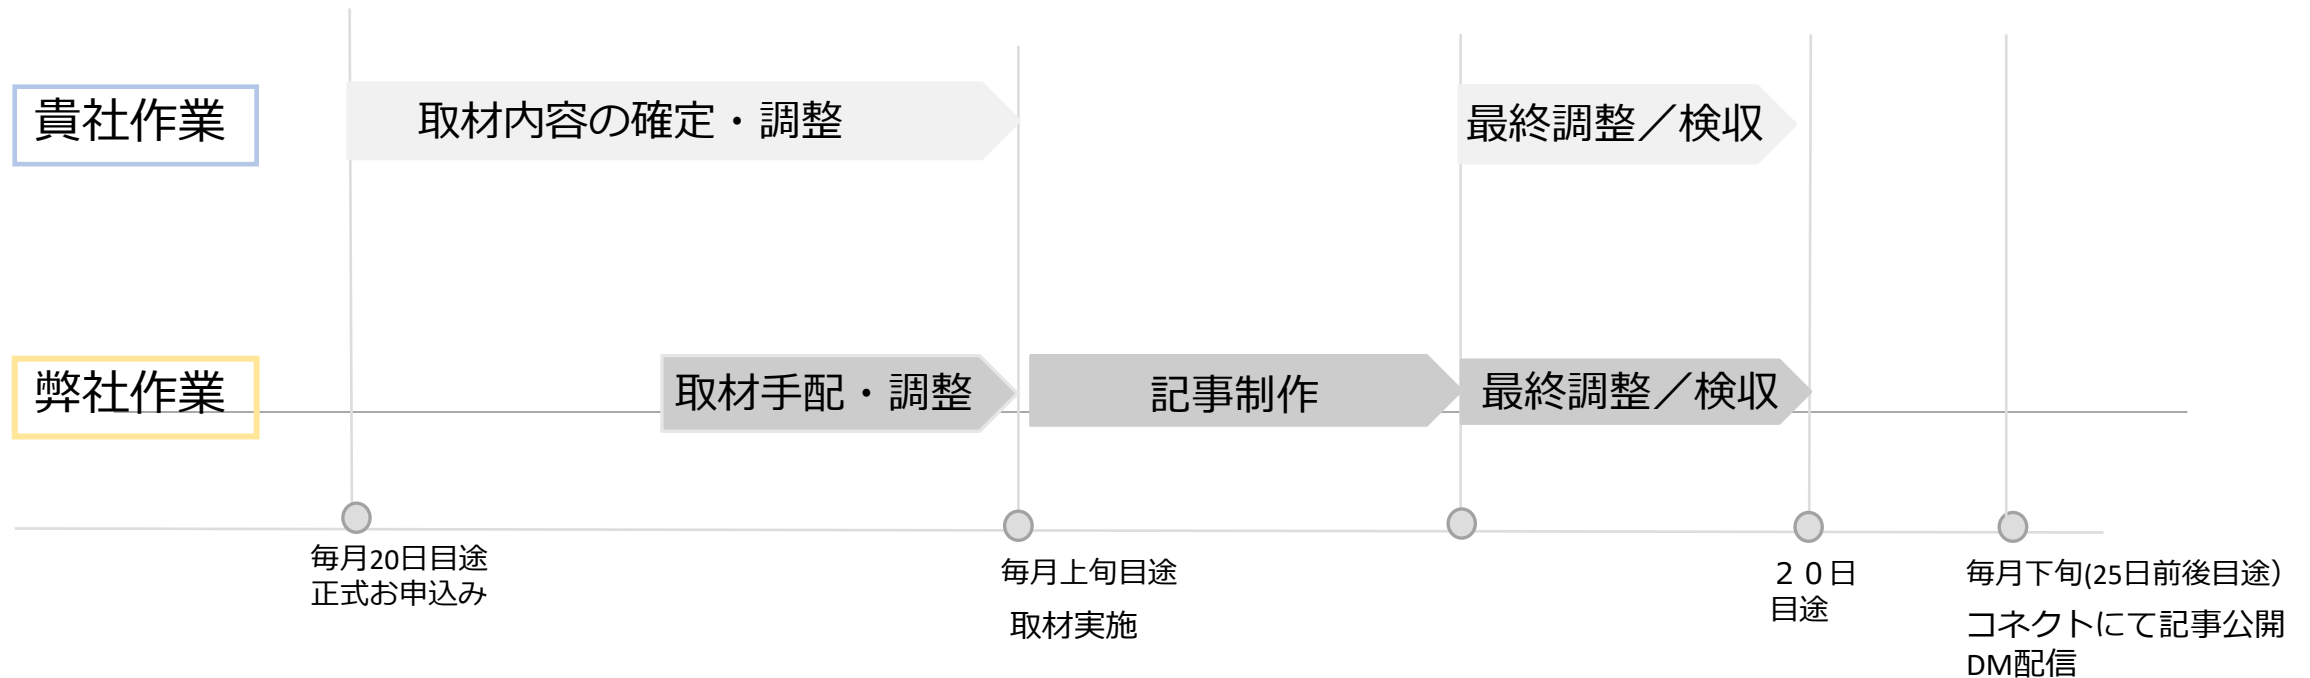 貴社作業
取材内容の確定・調整
最終調整／検収
弊社作業
取材手配・調整
記事制作
最終調整／検収
毎月20日目途
正式お申込み
毎月上旬目途
取材実施
２０日
目途
毎月下旬(25日前後目途）
コネクトにて記事公開
DM配信